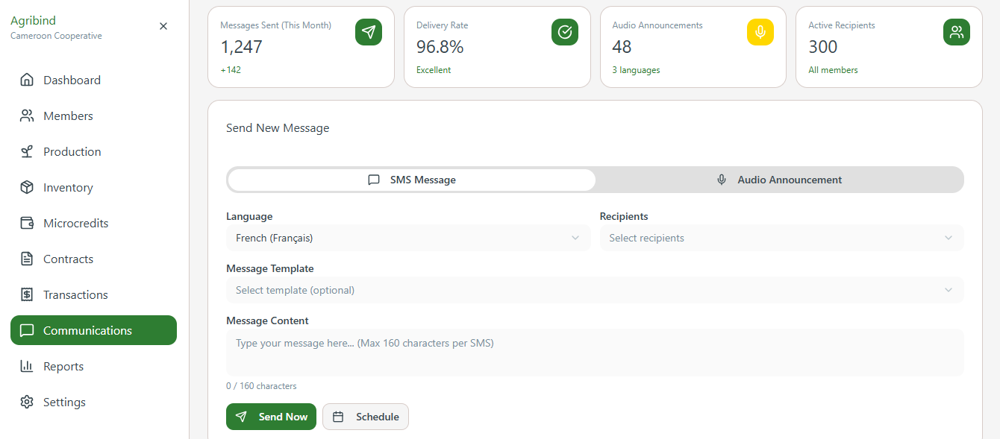 Agribind
Cameroon Cooperative
Dashboard
Members
Production
Inventory
Microcredits
Contracts
Transactions
Communications
Reports
Settings
Messages Sent (This Month)
1,247
+142
Delivery Rate
96.8%
Excellent
Audio Announcements
48
3 languages
Active Recipients
300
All members
Send New Message
SMS Message
Audio Announcement
Language
French (Français)
Recipients
Select recipients
Message Template
Select template (optional)
Message Content
Type your message here... (Max 160 characters per SMS)
0 / 160 characters
Send Now
Schedule